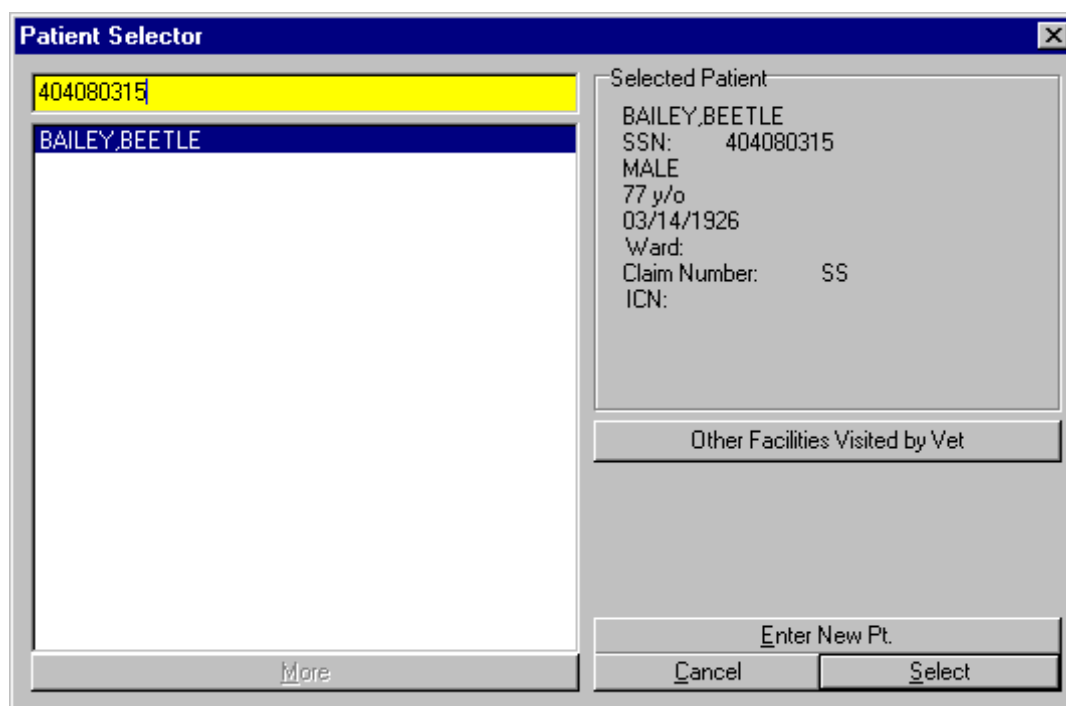 Patient Selector
404080315
BAILEY,BEETLE
More
Selected Patient
BAILEY,BEETLE
SSN: 404080315
MALE
77 y/o
03/14/1926
Ward:
Claim Number: SS
ICN:
Other Facilities Visited by Vet
Enter New Pt.
Cancel Select